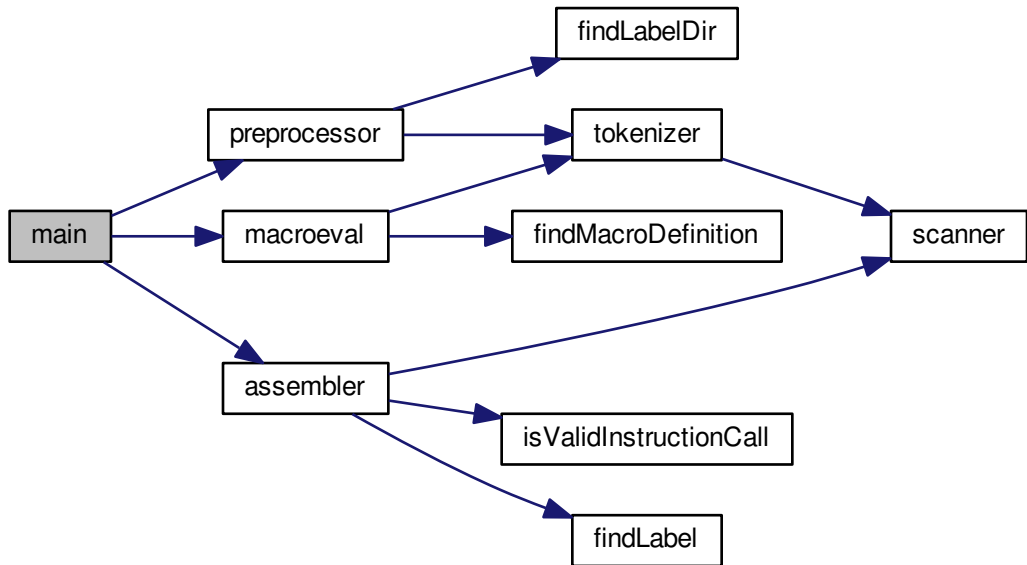 findLabelDir
preprocessor
tokenizer
main
macroeval
findMacroDefinition
scanner
assembler
isValidInstructionCall
findLabel